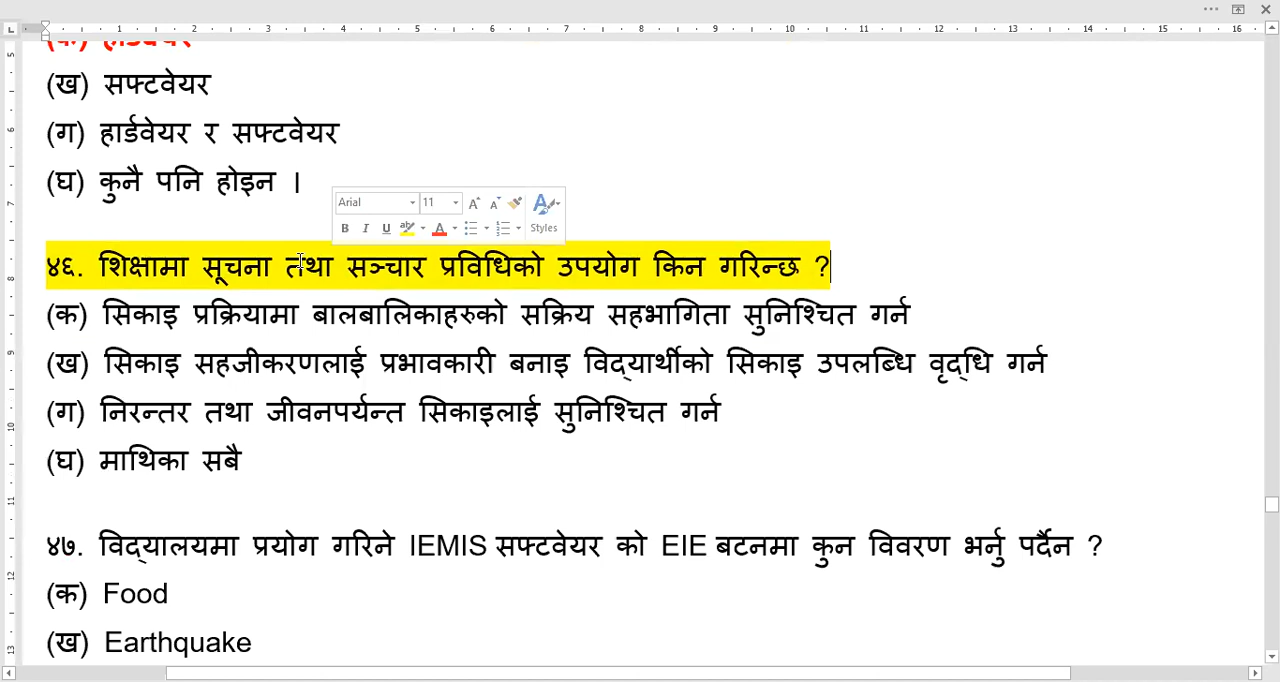 (क) हार्डवेयर
(ख) सफ्टवेयर
(ग) हार्डवेयर र सफ्टवेयर
(घ) कुनै पनि होइन ।
Arial 11
B I U Styles
४६. शिक्षामा सूचना तथा सञ्चार प्रविधिको उपयोग किन गरिन्छ ?
(क) सिकाइ प्रक्रियामा बालबालिकाहरुको सक्रिय सहभागिता सुनिश्चित गर्न
(ख) सिकाइ सहजीकरणलाई प्रभावकारी बनाइ विद्यार्थीको सिकाइ उपलब्धि वृद्धि गर्न
(ग) निरन्तर तथा जीवनपर्यन्त सिकाइलाई सुनिश्चित गर्न
(घ) माथिका सबै
४७. विद्यालयमा प्रयोग गरिने IEMIS सफ्टवेयर को EIE बटनमा कुन विवरण भर्नु पर्दैन ?
(क) Food
(ख) Earthquake